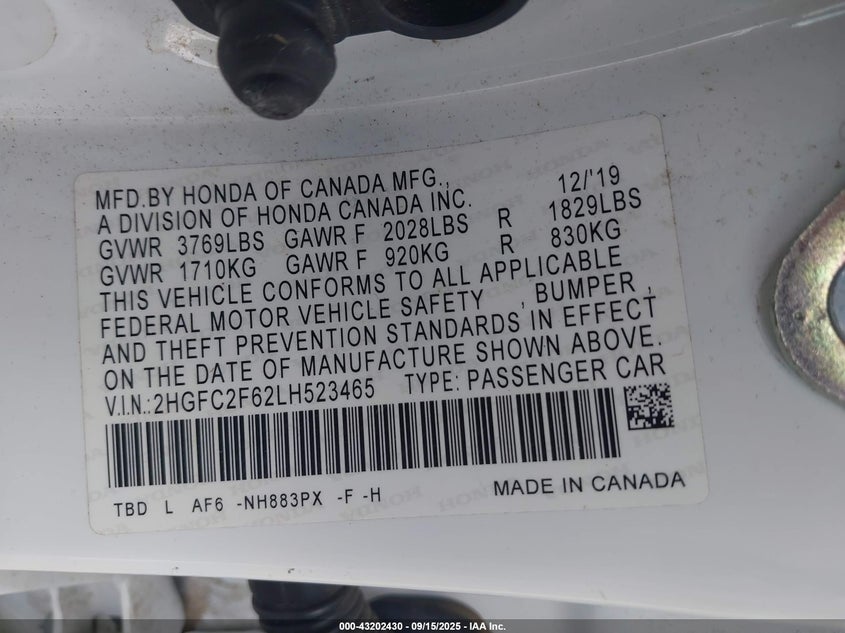 MFD.BY HONDA OF CANADA MFG., 12/'19
A DIVISION OF HONDA CANADA INC.
GVWR 3769LBS GAWR F 2028LBS R 1829LBS
GVWR 1710KG GAWR F 920KG R 830KG
THIS VEHICLE CONFORMS TO ALL APPLICABLE
FEDERAL MOTOR VEHICLE SAFETY , BUMPER ,
AND THEFT PREVENTION STANDARDS IN EFFECT
ON THE DATE OF MANUFACTURE SHOWN ABOVE.
V.I.N.:2HGFC2F62LH523465 TYPE: PASSENGER CAR
TBD L AF6 -NH883PX -F -H MADE IN CANADA
000-43202430 - 09/15/2025 - IAA Inc.